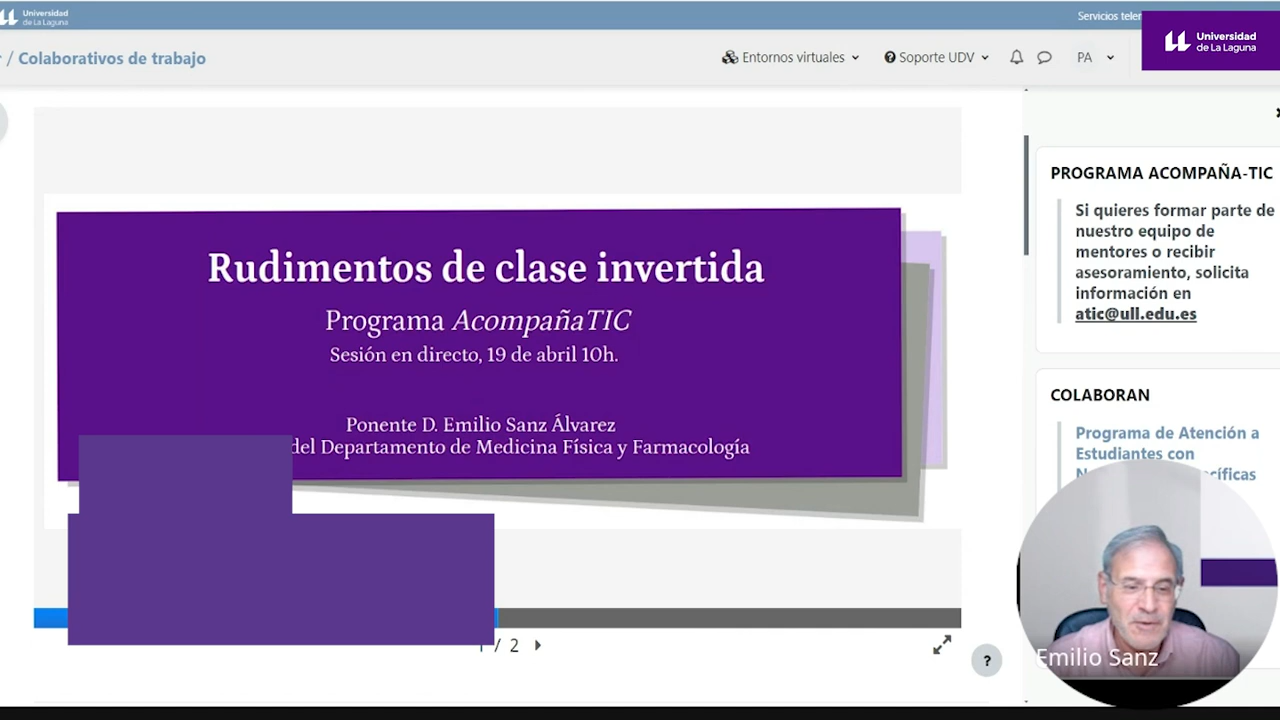 Universidad
de La Laguna
Servicios
Universidad
de La Laguna
/ Colaborativos de trabajo
Entornos virtuales
Soporte UDV
PA
Rudimentos de clase invertida
Programa AcompañaTIC
Sesión en directo, 19 de abril 10h.
Ponente D. Emilio Sanz Álvarez
del Departamento de Medicina Física y Farmacología
/ 2
?
PROGRAMA ACOMPAÑA-TIC
Si quieres formar parte de
nuestro equipo de
mentores o recibir
asesoramiento, solicita
información en
atic@ull.edu.es
COLABORAN
Programa de Atención a
Estudiantes con
Emilio Sanz